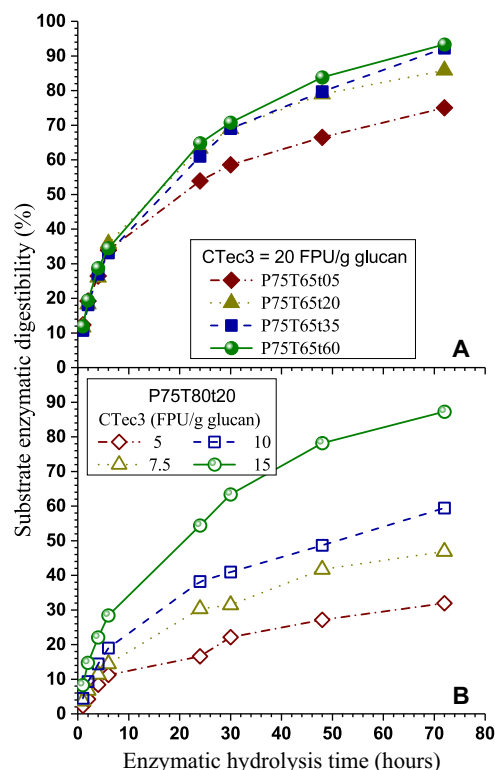 100
90
80
70
60
50
40
30
20
10
0
CTec3 = 20 FPU/g glucan
P75T65t05
P75T65t20
P75T65t35
P75T65t60
A
Substrate enzymatic digestibility (%)
P75T80t20
CTec3 (FPU/g glucan)
5 10
7.5 15
90
80
70
60
50
40
30
20
10
0
B
0 10 20 30 40 50 60 70 80
Enzymatic hydrolysis time (hours)